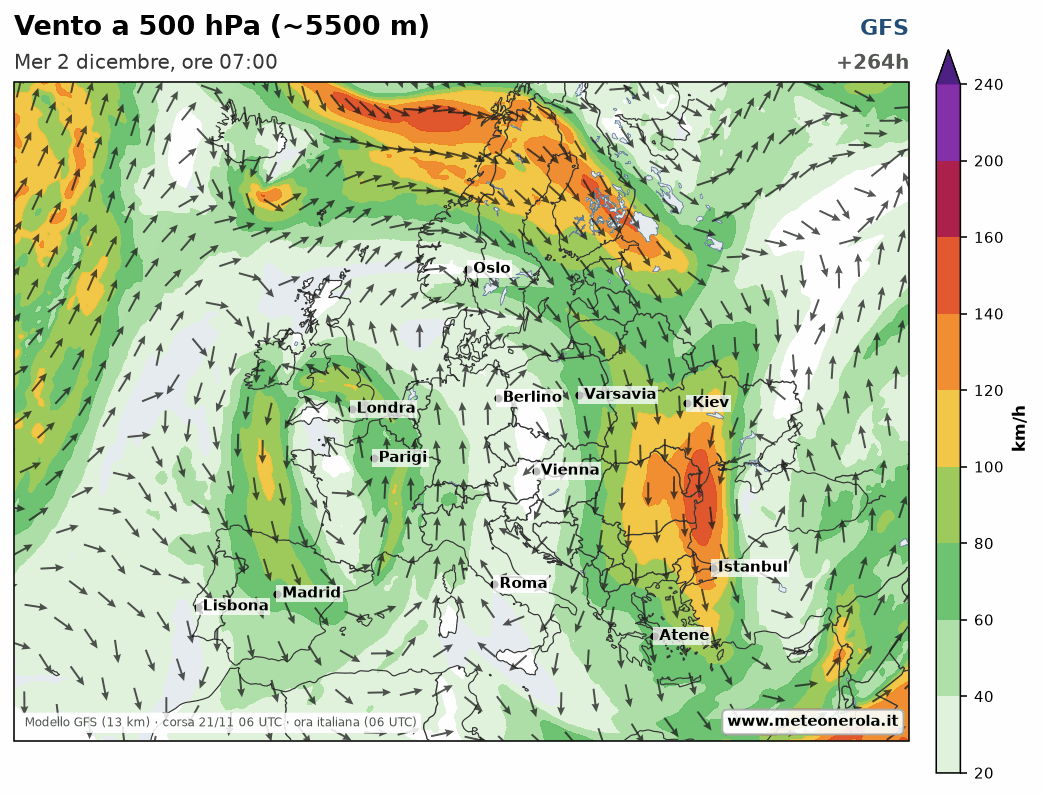 Vento a 500 hPa (~5500 m)
GFS
Mer 2 dicembre, ore 07:00
+264h
240
200
160
140
120
100
80
60
40
20
km/h
Oslo
Berlino
Varsavia
Kiev
Londra
Parigi
Vienna
Istanbul
Roma
Madrid
Lisbona
Atene
Modello GFS (13 km) · corsa 21/11 06 UTC · ora italiana (06 UTC)
www.meteonerola.it